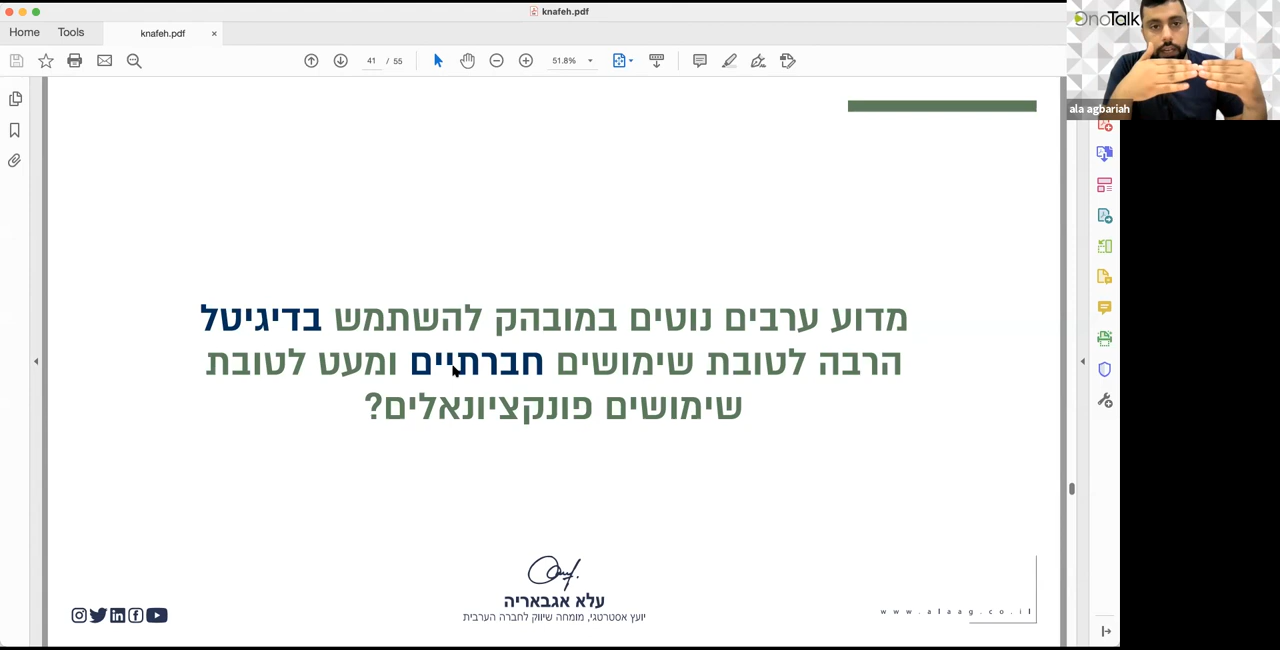 knafeh.pdf
Home
Tools
knafeh.pdf
41 / 55
51.8%
OnoTalk
ala agbariah
מדוע ערבים נוטים במובהק להשתמש בדיגיטל
הרבה לטובת שימושים חברתיים ומעט לטובת
שימושים פונקציונאלים?
עלא אגבאריה
יועץ אסטרטגי, מומחה שיווק לחברה הערבית
www.alaag.co.il